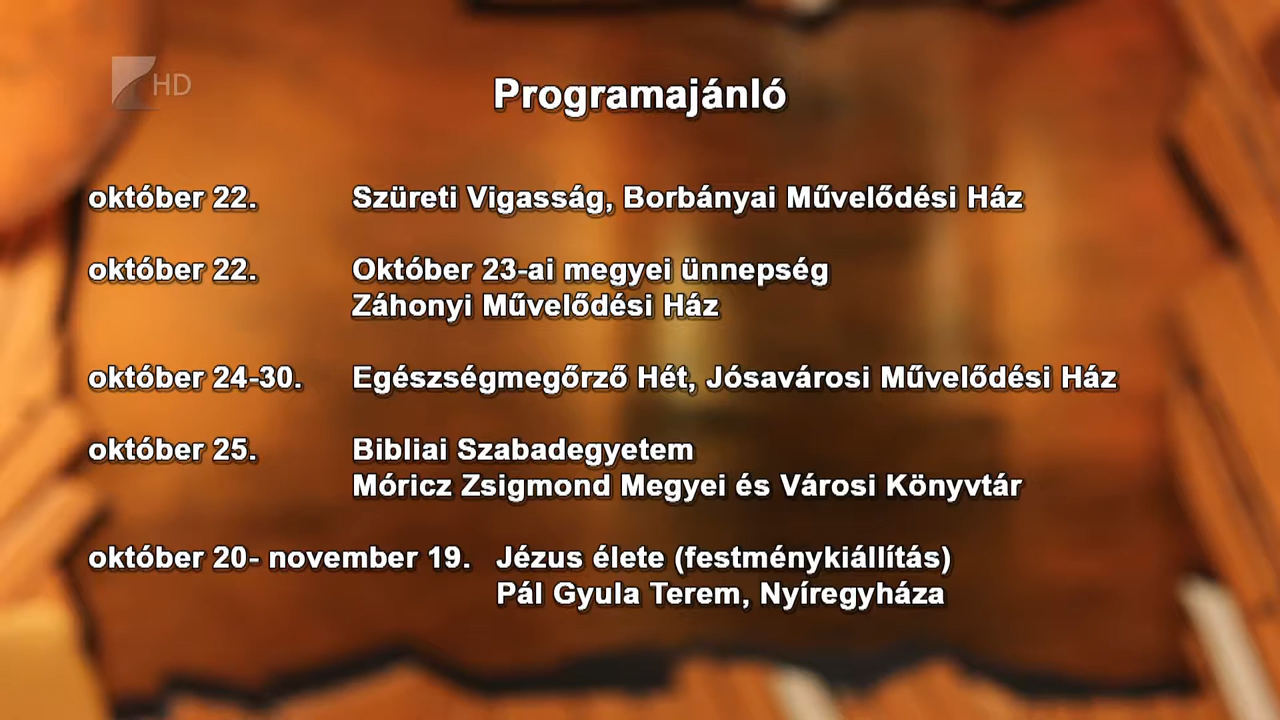 HD
Programajánló
október 22. Szüreti Vigasság, Borbányai Művelődési Ház
október 22. Október 23-ai megyei ünnepség
Záhonyi Művelődési Ház
október 24-30. Egészségmegőrző Hét, Jósavárosi Művelődési Ház
október 25. Bibliai Szabadegyetem
Móricz Zsigmond Megyei és Városi Könyvtár
október 20- november 19. Jézus élete (festménykiállítás)
Pál Gyula Terem, Nyíregyháza